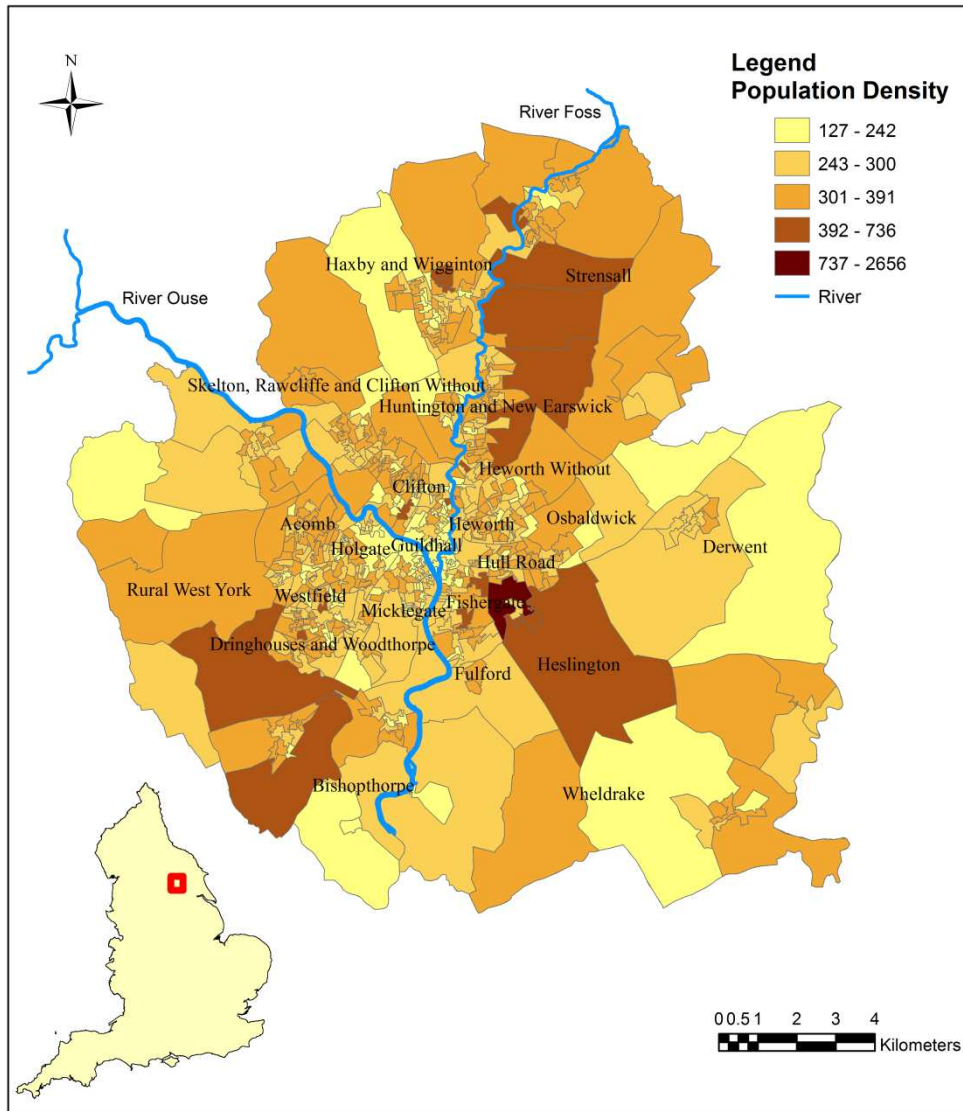 N
Legend
Population Density
127 - 242
243 - 300
301 - 391
392 - 736
737 - 2656
River
River Foss
Haxby and Wigginton
Strensall
River Ouse
Skelton, Rawcliffe and Clifton Without
Huntington and New Earswick
Heworth Without
Clifton
Acomb
Heworth
Osbaldwick
Holgate
Guildhall
Derwent
Hull Road
Rural West York
Westfield
Micklegate
Fishergate
Dringhouses and Woodthorpe
Heslington
Fulford
Bishopthorpe
Wheldrake
0 0.5 1 2 3 4
Kilometers